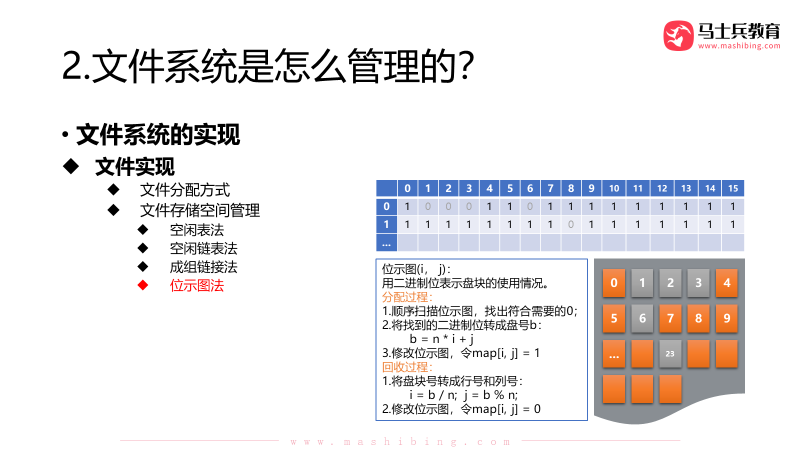 马士兵教育
www.mashibing.com
2.文件系统是怎么管理的?
• 文件系统的实现
◆ 文件实现
◆ 文件分配方式
◆ 文件存储空间管理
◆ 空闲表法
◆ 空闲链表法
◆ 成组链接法
◆ 位示图法
0 1 2 3 4 5 6 7 8 9 10 11 12 13 14 15
0 1 0 0 0 1 1 0 1 1 1 1 1 1 1 1 1
1 1 1 1 1 1 1 1 1 0 1 1 1 1 1 1 1
...
位示图(i, j):
用二进制位表示盘块的使用情况。
分配过程:
1.顺序扫描位示图，找出符合需要的0;
2.将找到的二进制位转成盘号b:
b = n * i + j
3.修改位示图，令map[i, j] = 1
回收过程:
1.将盘块号转成行号和列号:
i = b / n; j = b % n;
2.修改位示图，令map[i, j] = 0
0 1 2 3 4
5 6 7 8 9
... 23
www.mashibing.com